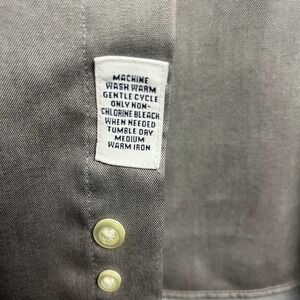 MACHINE
WASH WARM
GENTLE CYCLE
ONLY NON-
CHLORINE BLEACH
WHEN NEEDED
TUMBLE DRY
MEDIUM
WARM IRON